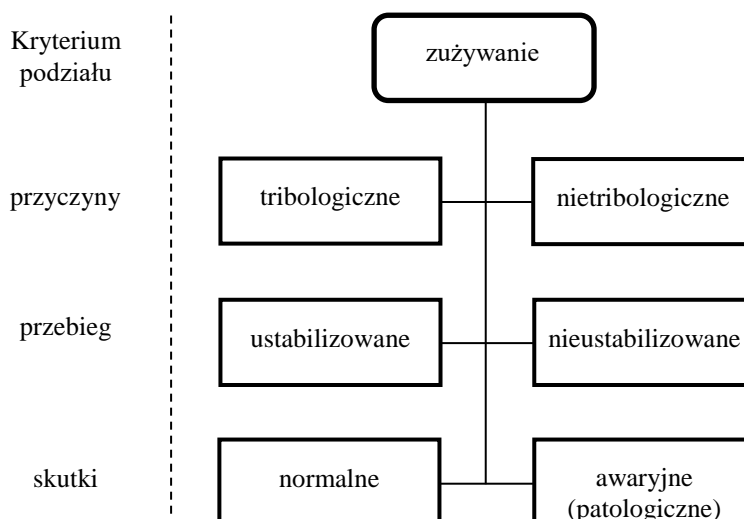 Kryterium
podziału
zużywanie
przyczyny
tribologiczne
nietribologiczne
przebieg
ustabilizowane
nieustabilizowane
skutki
normalne
awaryjne
(patologiczne)